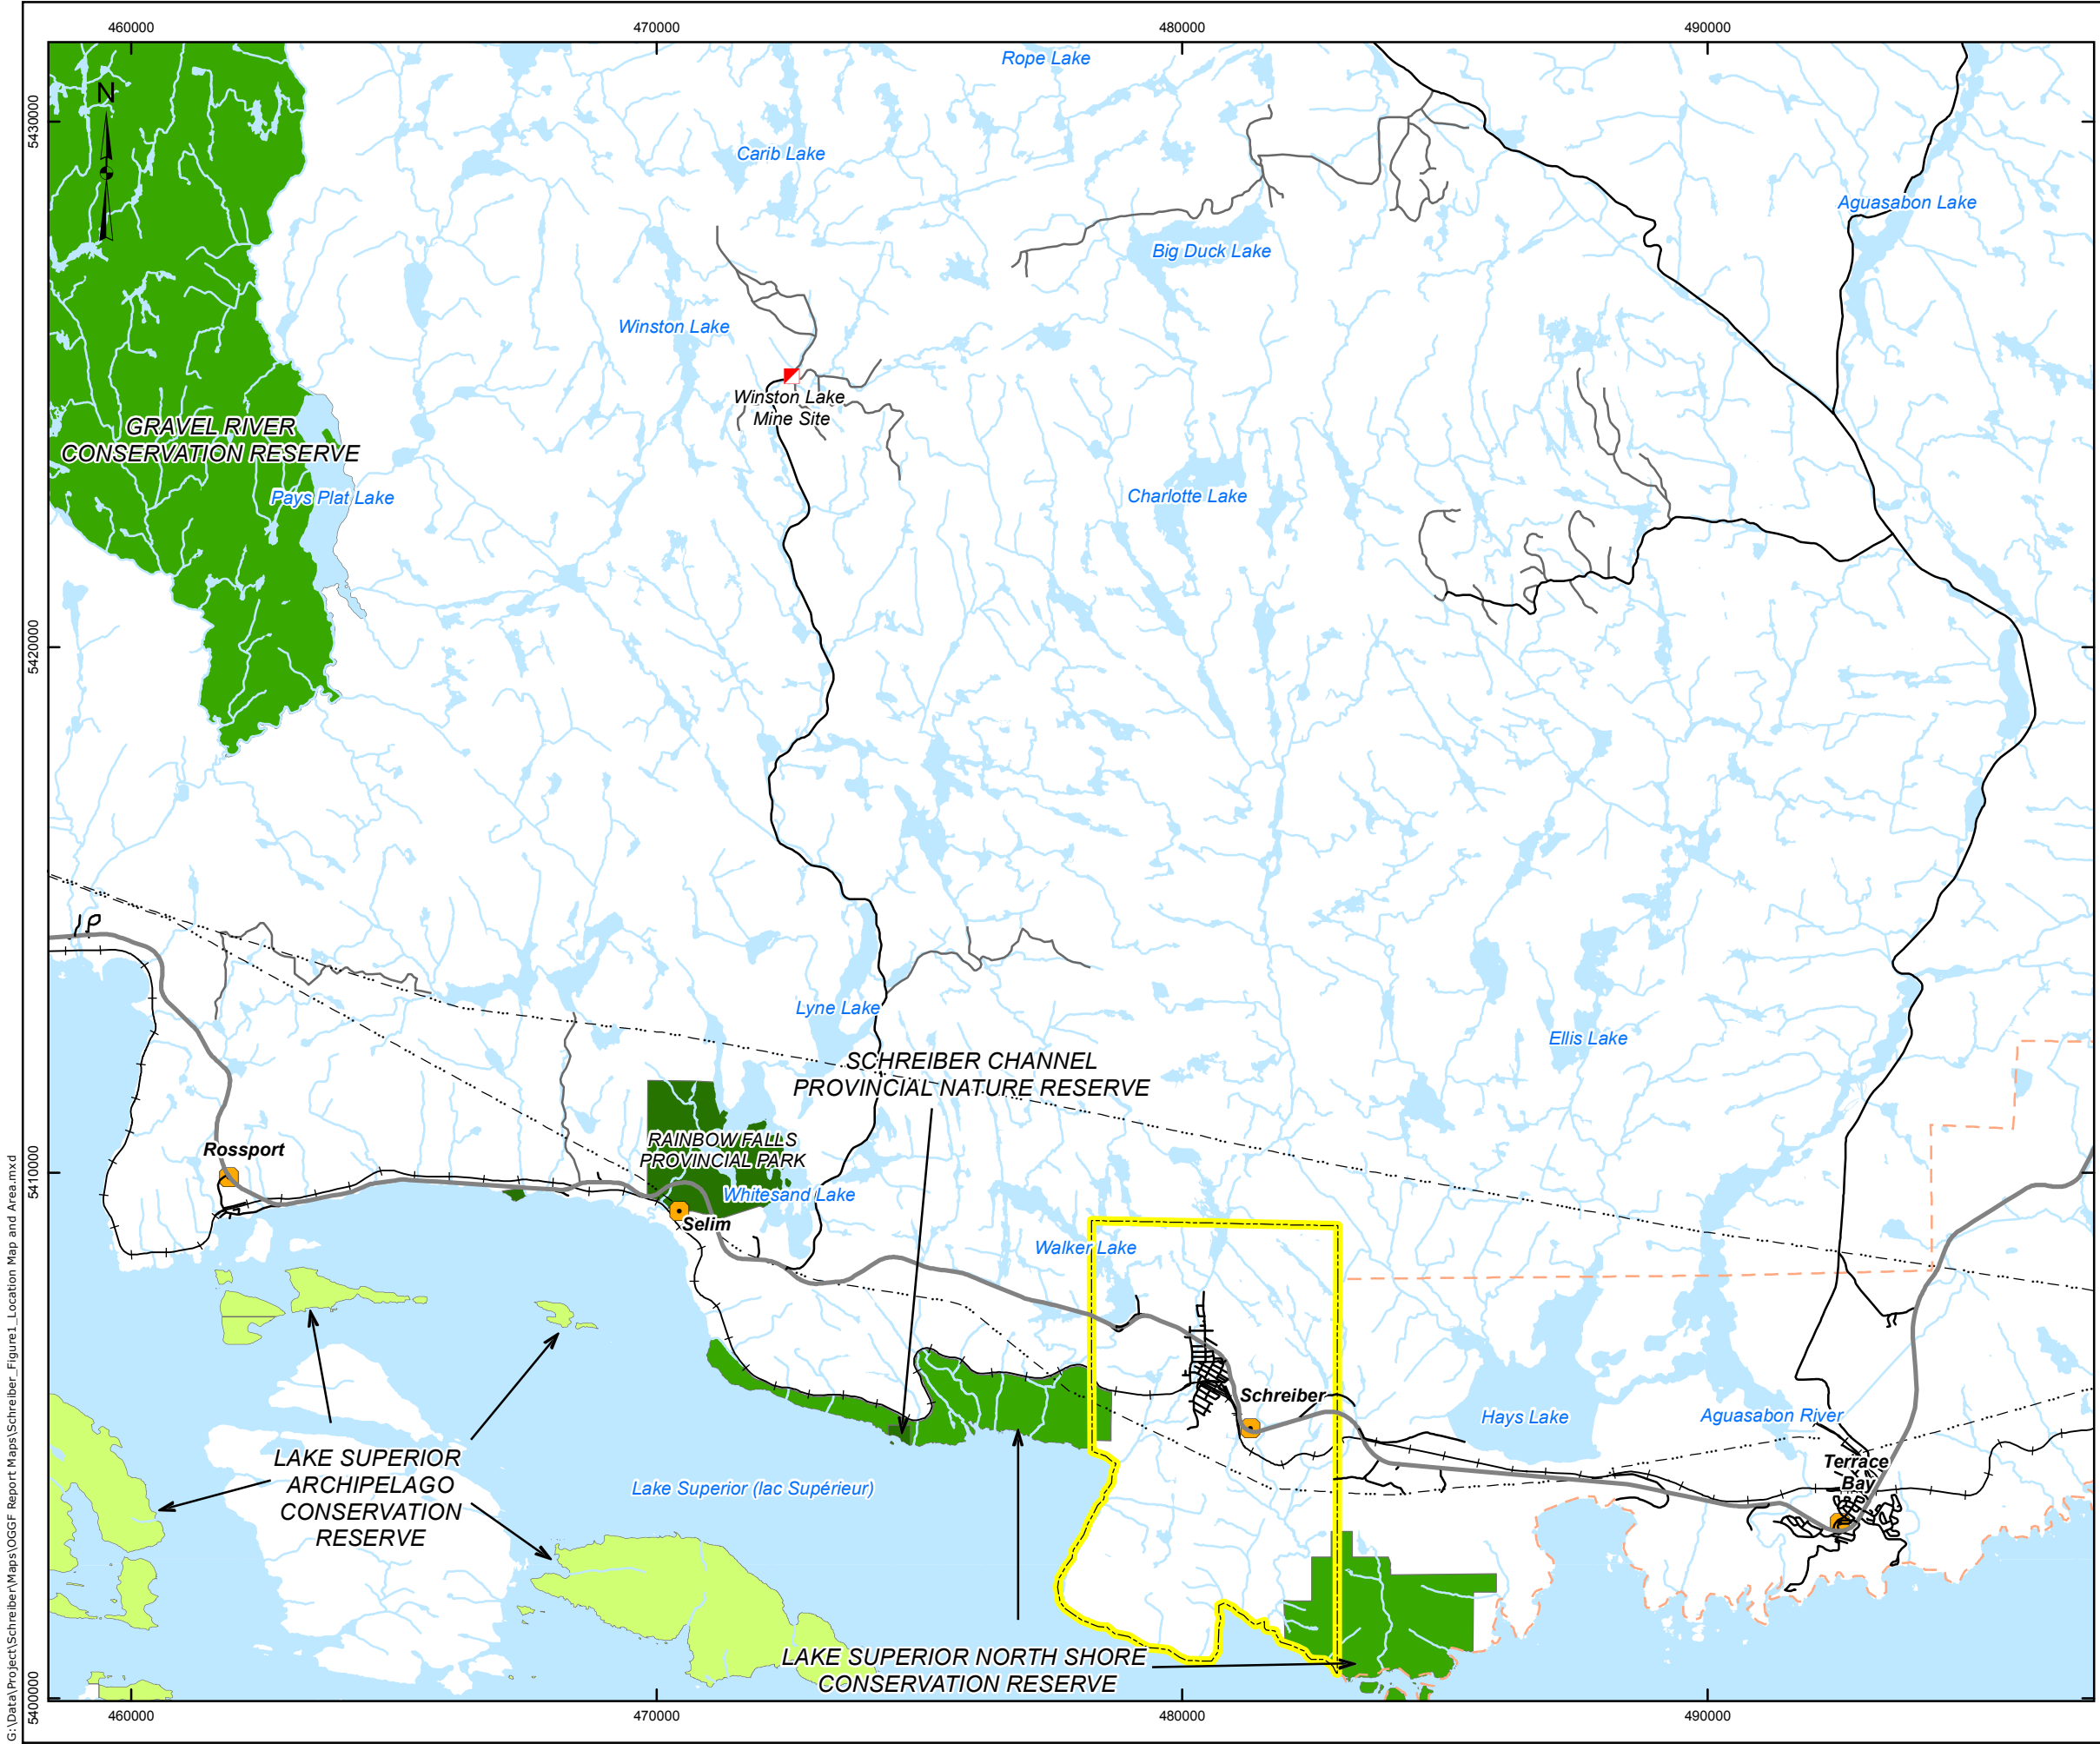 460000
470000
480000
490000
5430000
5420000
5410000
5400000
N
Rope Lake
Carib Lake
Aguasabon Lake
Big Duck Lake
Winston Lake
Winston Lake
Mine Site
GRAVEL RIVER
CONSERVATION RESERVE
Pays Plat Lake
Charlotte Lake
Lyne Lake
Ellis Lake
SCHREIBER CHANNEL
PROVINCIAL NATURE RESERVE
RAINBOW FALLS
PROVINCIAL PARK
Rossport
Whitesand Lake
Selim
Walker Lake
Schreiber
Hays Lake
Aguasabon River
Terrace
Bay
LAKE SUPERIOR
ARCHIPELAGO
CONSERVATION
RESERVE
Lake Superior (lac Supérieur)
LAKE SUPERIOR NORTH SHORE
CONSERVATION RESERVE
460000
470000
480000
490000
G:\Data\Project\Schreiber\Maps\OGGF Report Maps\Schreiber_Figure1_Location Map and Area.mxd